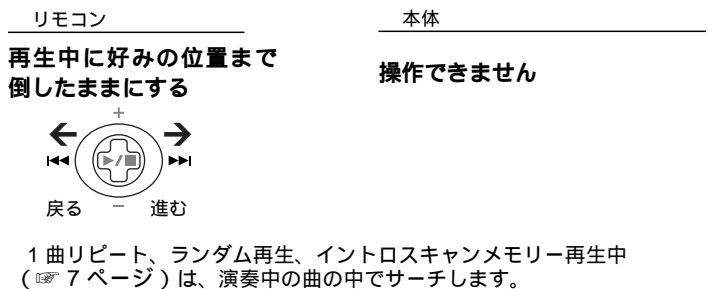 リモコン
本体
再生中に好みの位置まで
倒したままにする
操作できません
+
← →
⏮ ▶/■ ⏭
戻る − 進む
1曲リピート、ランダム再生、イントロスキャンメモリー再生中
(☞ 7 ページ)は、演奏中の曲の中でサーチします。